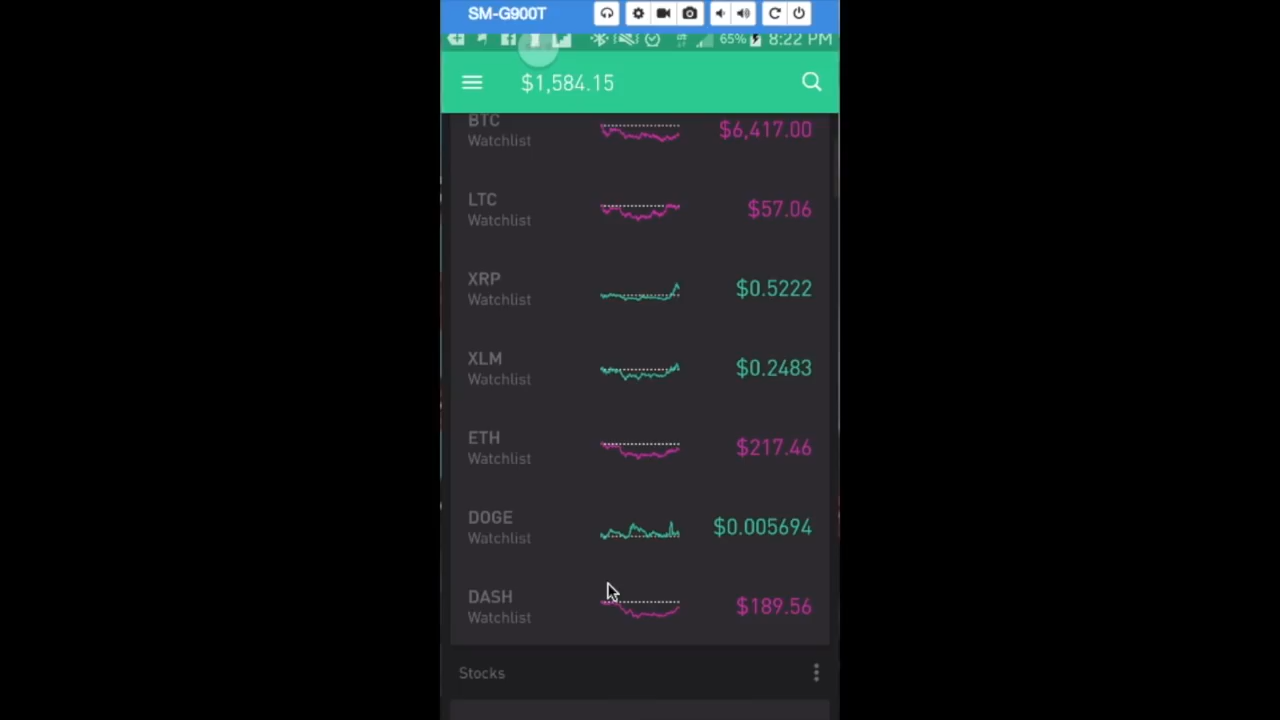 SM-G900T
65% 8:22 PM
$1,584.15
BTC
Watchlist
$6,417.00
LTC
Watchlist
$57.06
XRP
Watchlist
$0.5222
XLM
Watchlist
$0.2483
ETH
Watchlist
$217.46
DOGE
Watchlist
$0.005694
DASH
Watchlist
$189.56
Stocks